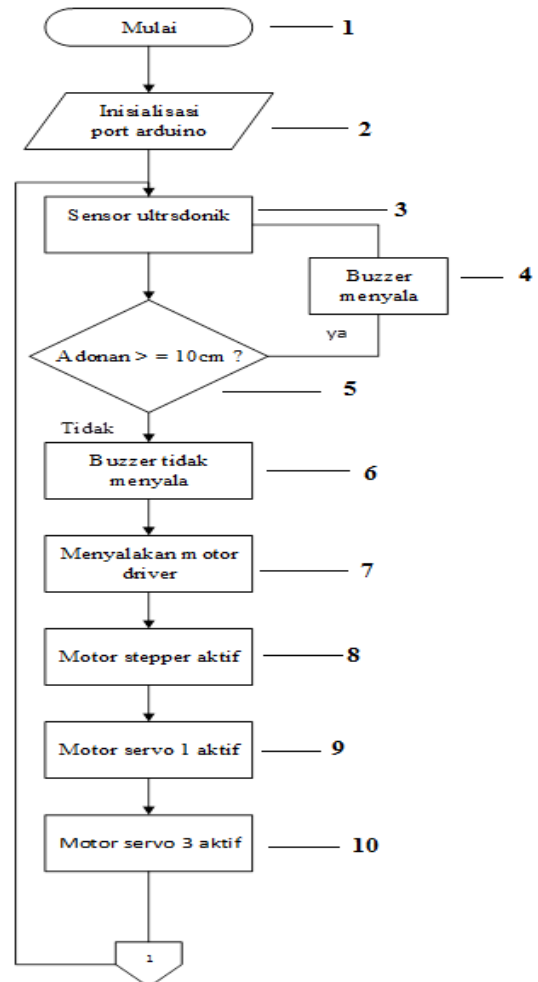 Mulai
1
Inisialisasi
port arduino
2
Sensor ultrsdonik
3
Buzzer
menyala
4
ya
Adonan > = 10cm ?
5
Tidak
Buzzer tidak
menyala
6
Menyalakan motor
driver
7
Motor stepper aktif
8
Motor servo 1 aktif
9
Motor servo 3 aktif
10
1